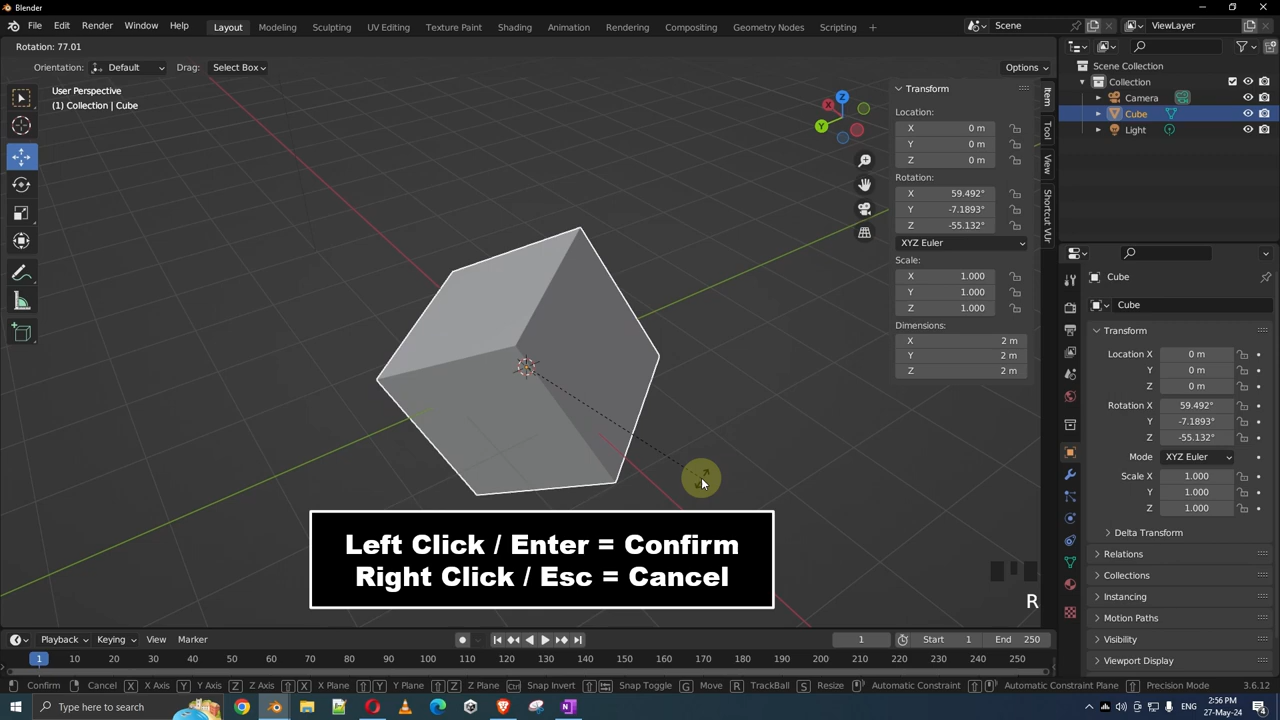 Blender
File Edit Render Window Help Layout Modeling Sculpting UV Editing Texture Paint Shading Animation Rendering Compositing Geometry Nodes Scripting + Scene ViewLayer
Rotation: 77.01
Orientation: Default Drag: Select Box Options
User Perspective
(1) Collection | Cube
Z
X
Y
Transform
Location:
X 0 m
Y 0 m
Z 0 m
Rotation:
X 59.492°
Y -7.1893°
Z -55.132°
XYZ Euler
Scale:
X 1.000
Y 1.000
Z 1.000
Dimensions:
X 2 m
Y 2 m
Z 2 m
Item
Tool
View
Shortcut VUr
Scene Collection
Collection
Camera
Cube
Light
Cube
Cube
Transform
Location X 0 m
Y 0 m
Z 0 m
Rotation X 59.492°
Y -7.1893°
Z -55.132°
Mode XYZ Euler
Scale X 1.000
Y 1.000
Z 1.000
Delta Transform
Relations
Collections
Instancing
Motion Paths
Visibility
Viewport Display
Left Click / Enter = Confirm
Right Click / Esc = Cancel
R
Playback Keying View Marker 1 Start 1 End 250
1 10 20 30 40 50 60 70 80 90 100 110 120 130 140 150 160 170 180 190 200 210 220 230 240 250
Confirm Cancel X X Axis Y Y Axis Z Z Axis X X Plane Y Y Plane Z Z Plane Ctrl Snap Invert Snap Toggle G Move R TrackBall S Resize Automatic Constraint Automatic Constraint Plane Precision Mode 3.6.12
Type here to search ENG 2:56 PM
27-May-24